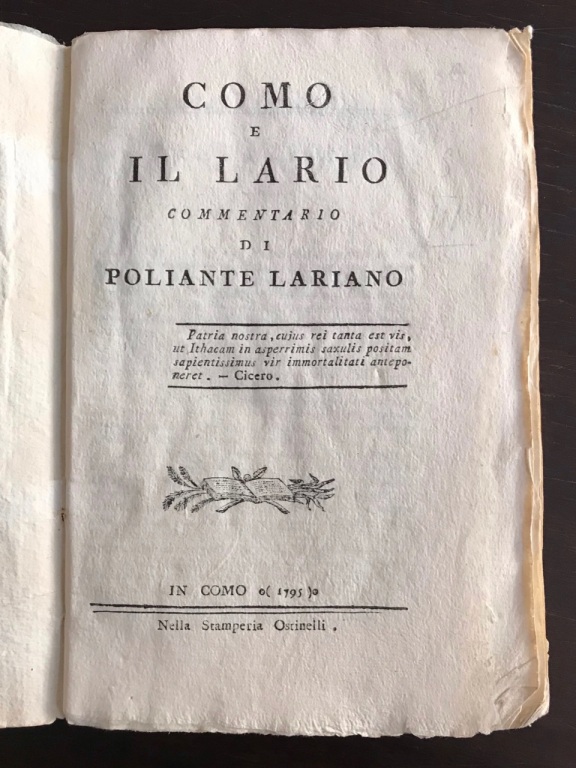 COMO
E
IL LARIO
COMMENTARIO
DI
POLIANTE LARIANO
Patria nostra, cujus rei tanta est vis,
ut Ithacam in asperrimis saxulis positam
sapientissimus vir immortalitati antepo-
neret. — Cicero.
IN COMO o( 1795 )o
Nella Stamperia Ostinelli.